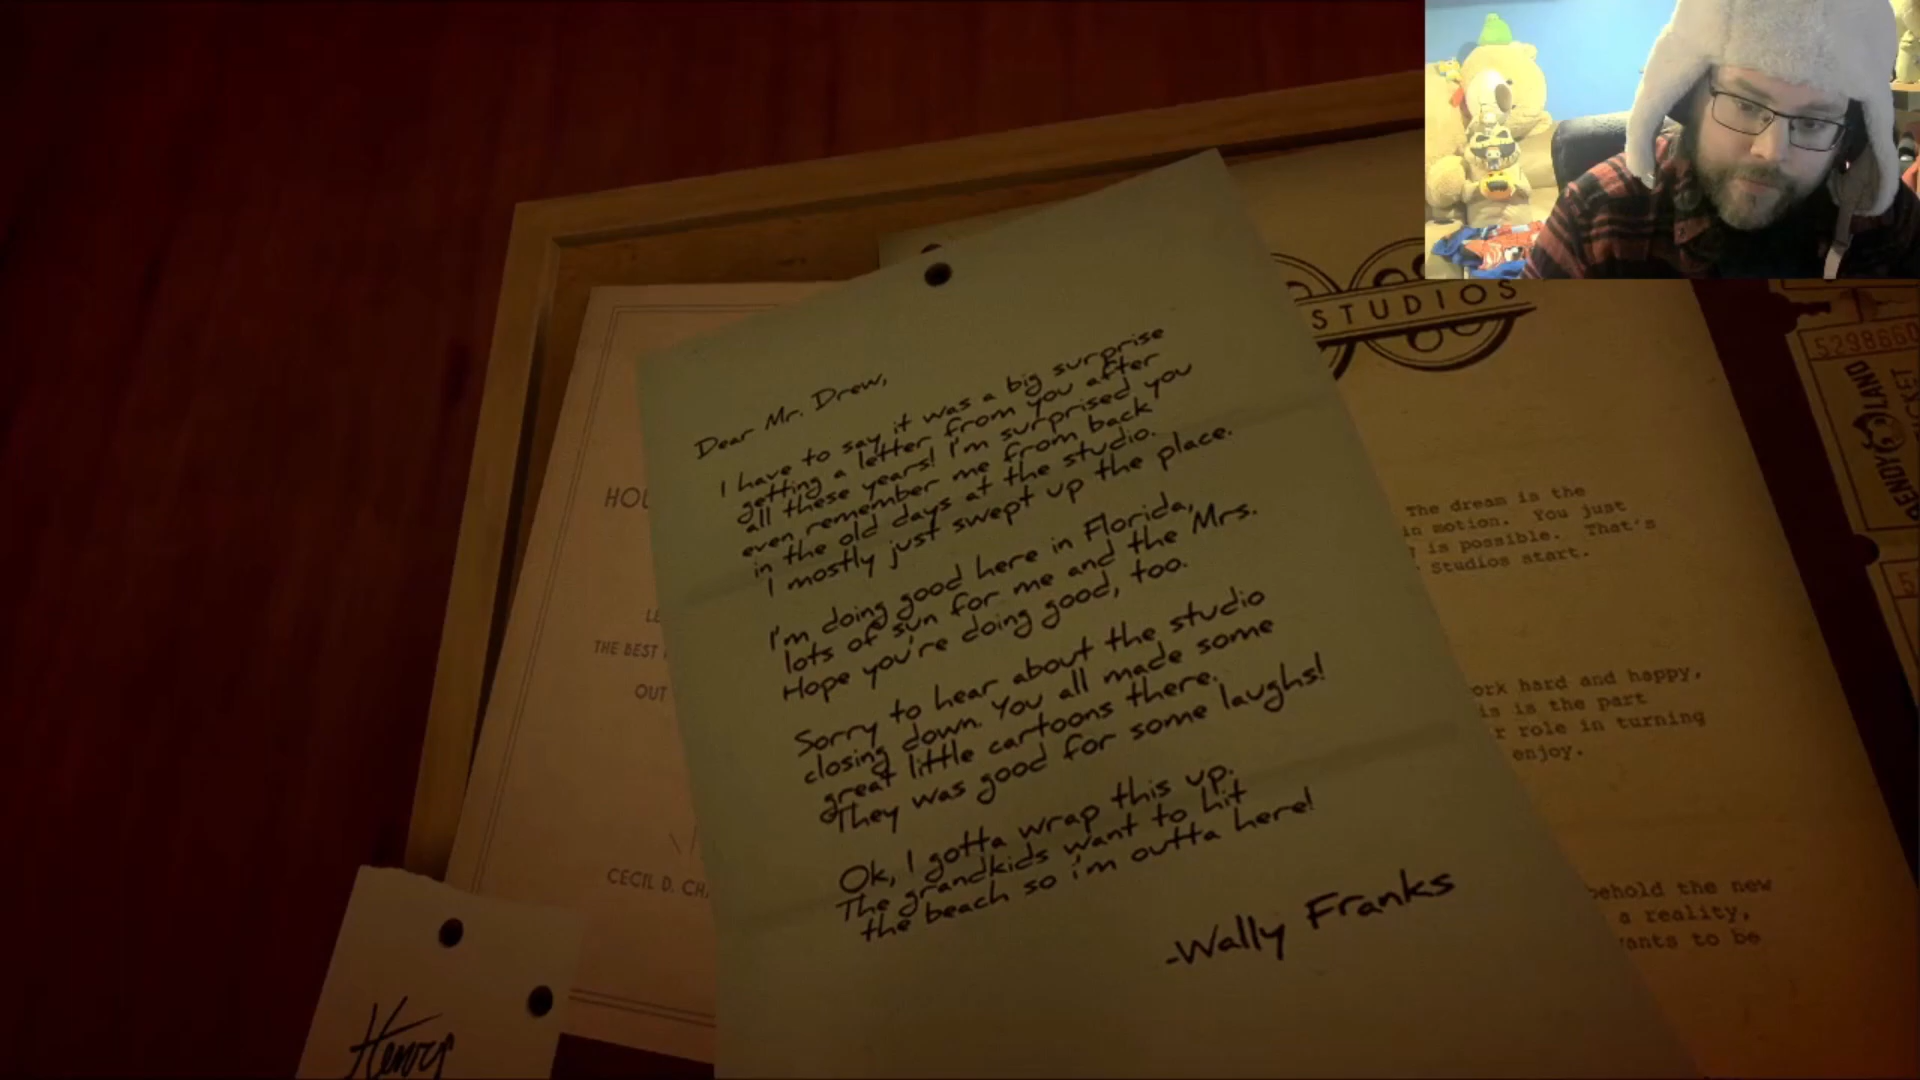 Dear Mr. Drew,
I have to say it was a big surprise
getting a letter from you after
all these years! I'm surprised you
even remember me from back
in the old days at the studio.
I mostly just swept up the place.
I'm doing good here in Florida,
lots of sun for me and the Mrs.
Hope you're doing good, too.
Sorry to hear about the studio
closing down. You all made some
great little cartoons there.
They was good for some laughs!
Ok, I gotta wrap this up.
The grandkids want to hit
the beach so i'm outta here!
-Wally Franks
THE BEST
OUT
CECIL D.
Henry
STUDIOS
The dream is the
in motion. You just
is possible. That's
Studios start.
hard and happy,
is is the part
role in turning
enjoy.
behold the new
a reality,
to be
5298660
BENDY LAND
TICKET